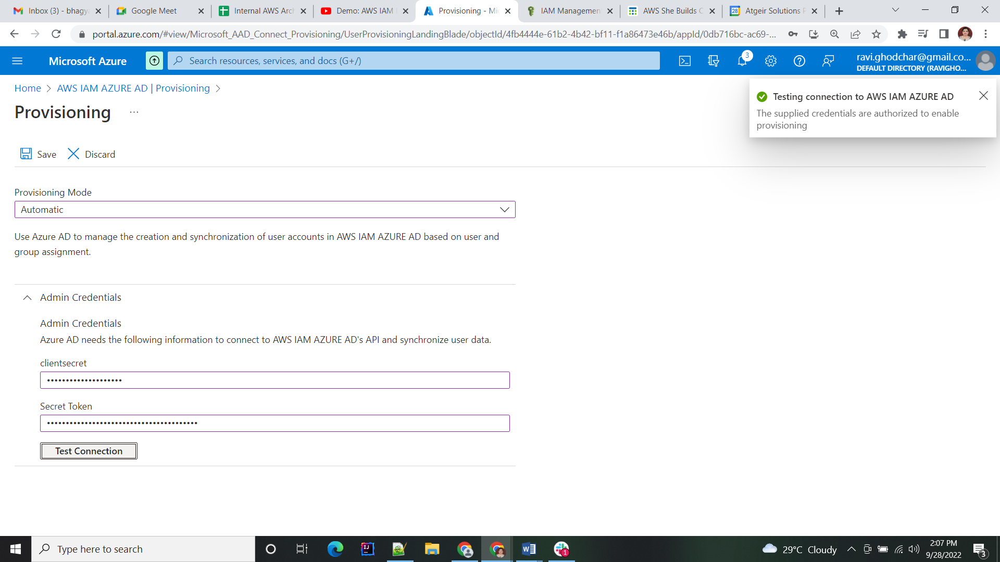 Inbox (3) - bhagya
Google Meet
Internal AWS Arch
Demo: AWS IAM
Provisioning - Mic
IAM Management
AWS She Builds C
28
Atgeir Solutions P
portal.azure.com/#view/Microsoft_AAD_Connect_Provisioning/UserProvisioningLandingBlade/objectId/4fb4444e-61b2-4b42-bf11-f1a86473e46b/appId/0db716bc-ac69-...
Microsoft Azure
Search resources, services, and docs (G+/)
3
ravi.ghodchar@gmail.co...
DEFAULT DIRECTORY (RAVIGHO...
Home > AWS IAM AZURE AD | Provisioning >
Provisioning ...
Testing connection to AWS IAM AZURE AD
The supplied credentials are authorized to enable
provisioning
Save
Discard
Provisioning Mode
Automatic
Use Azure AD to manage the creation and synchronization of user accounts in AWS IAM AZURE AD based on user and
group assignment.
Admin Credentials
Admin Credentials
Azure AD needs the following information to connect to AWS IAM AZURE AD's API and synchronize user data.
clientsecret
••••••••••••••••••••
Secret Token
••••••••••••••••••••••••••••••••••••••••
Test Connection
Type here to search
IJ
1
29°C Cloudy
2:07 PM
9/28/2022
3